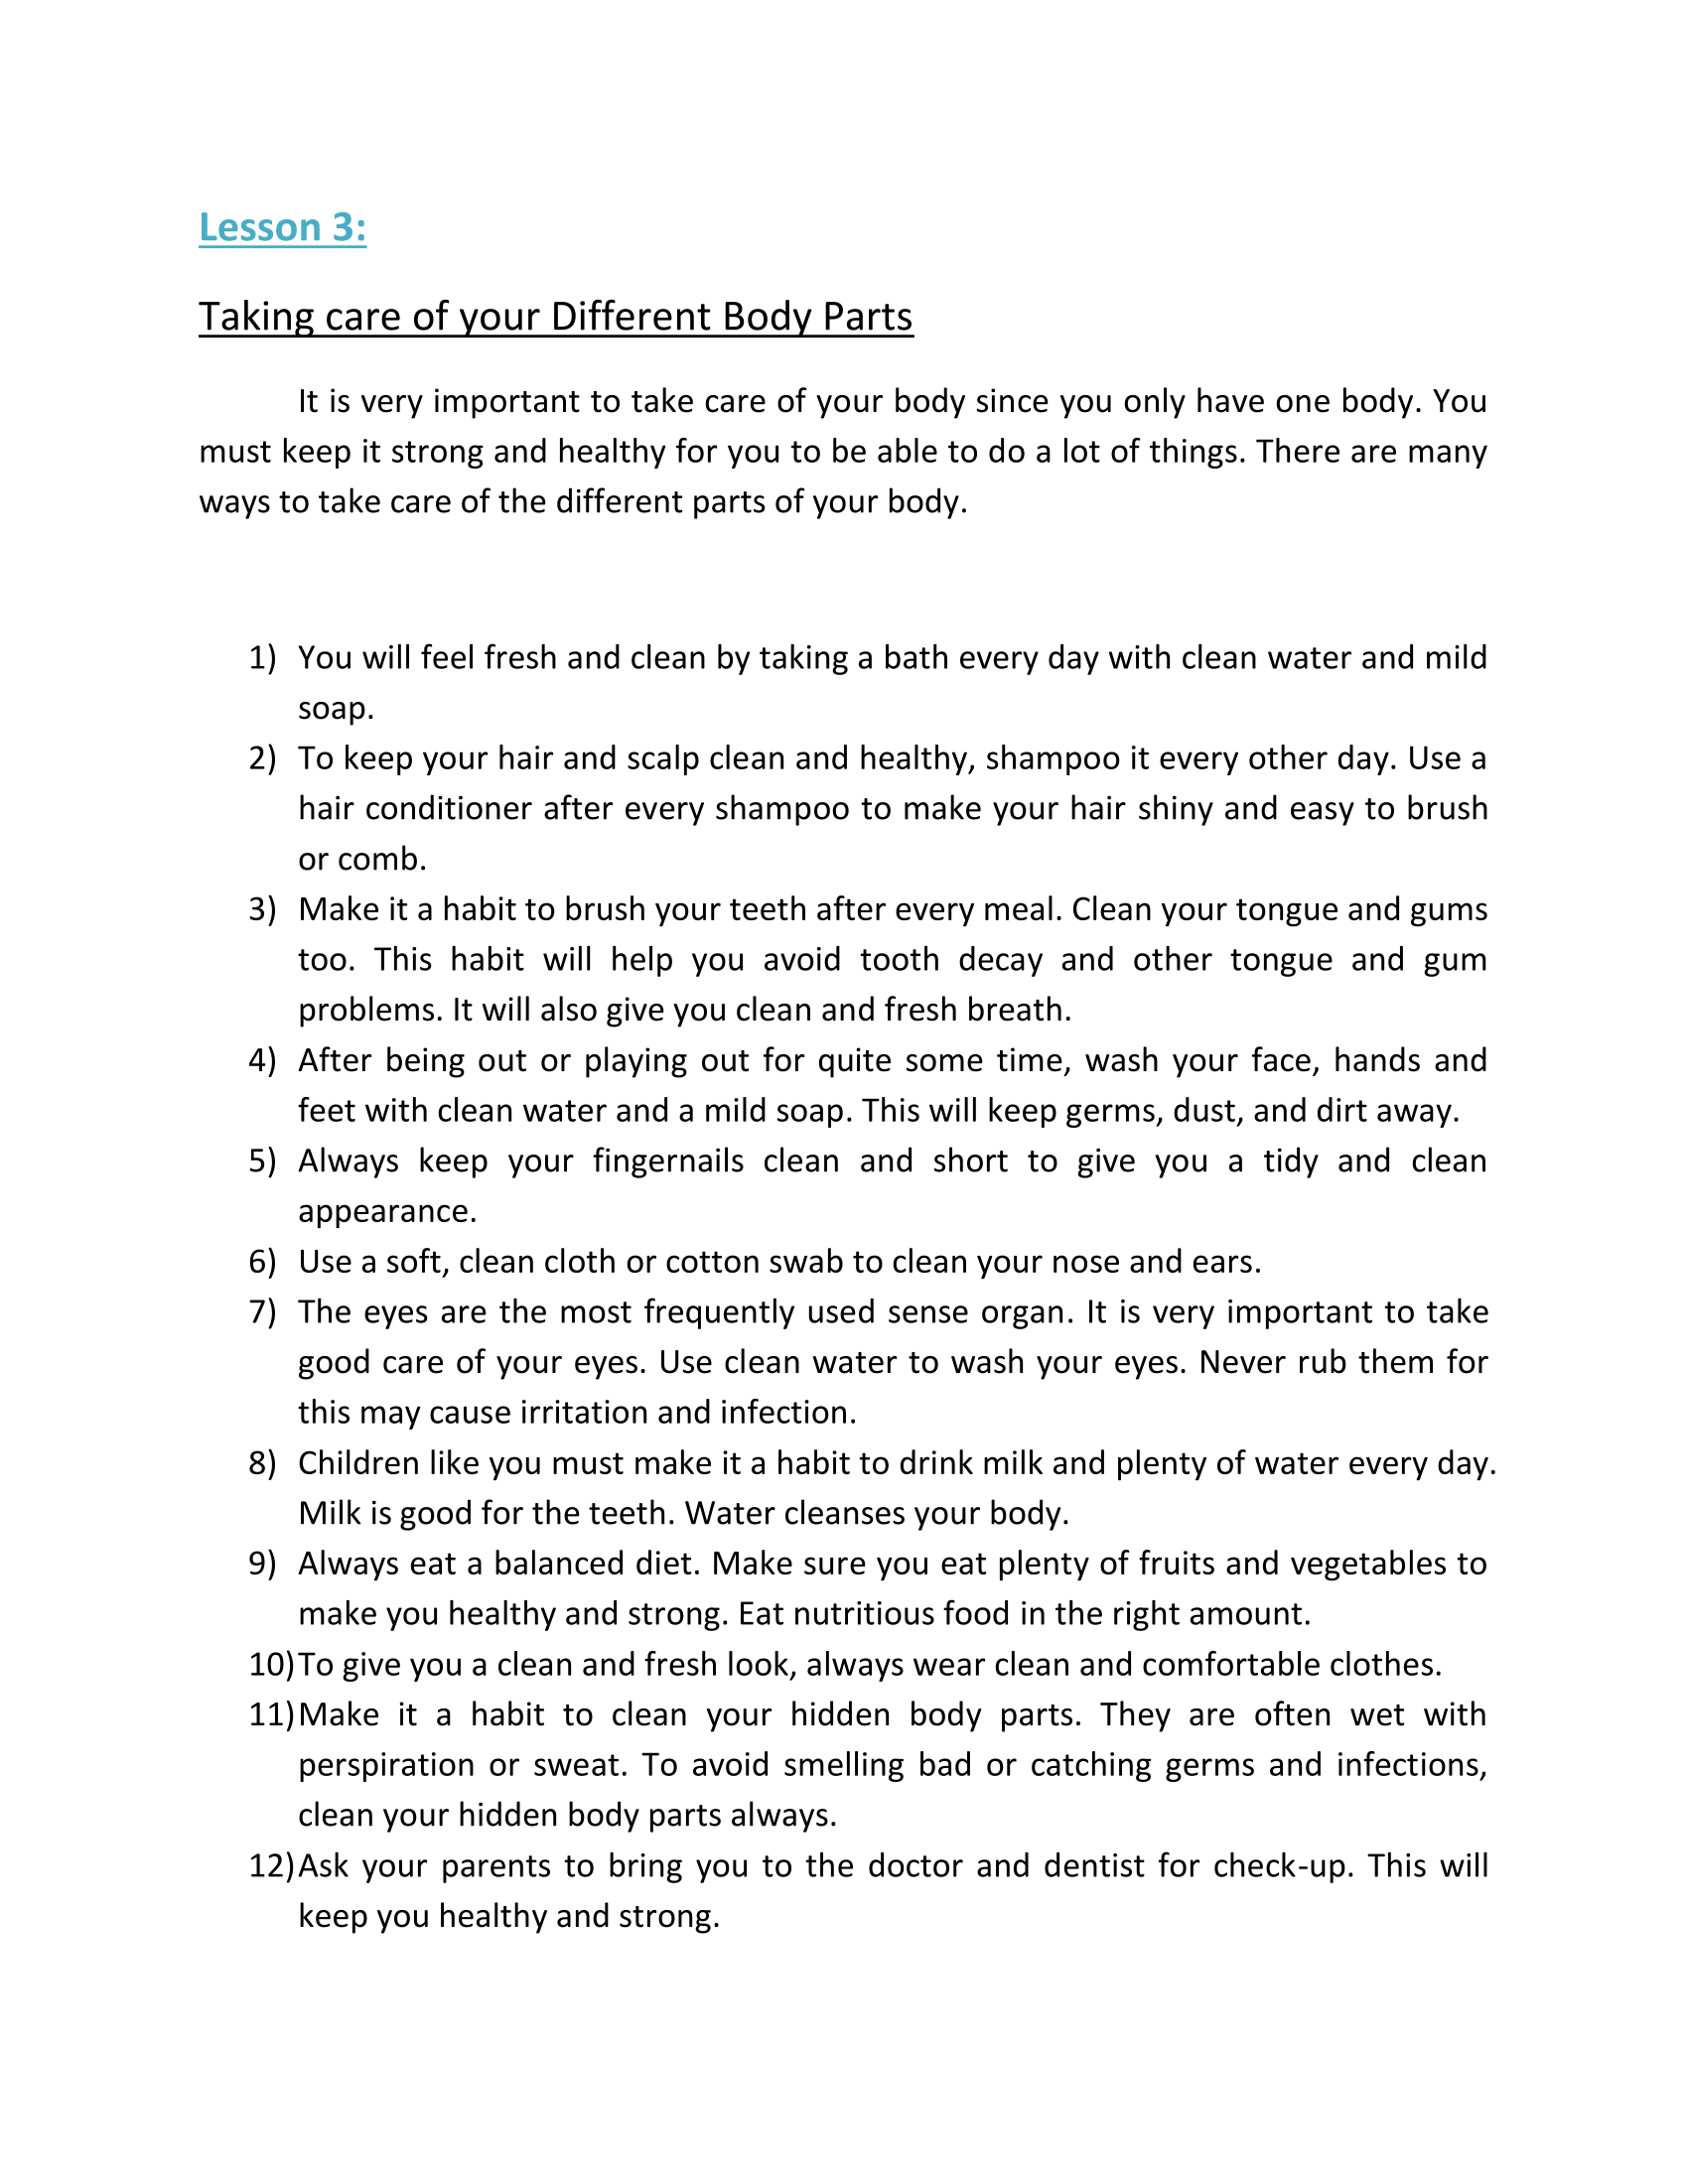 Lesson 3:
Taking care of your Different Body Parts
It is very important to take care of your body since you only have one body. You
must keep it strong and healthy for you to be able to do a lot of things. There are many
ways to take care of the different parts of your body.
1) You will feel fresh and clean by taking a bath every day with clean water and mild
soap.
2) To keep your hair and scalp clean and healthy, shampoo it every other day. Use a
hair conditioner after every shampoo to make your hair shiny and easy to brush
or comb.
3) Make it a habit to brush your teeth after every meal. Clean your tongue and gums
too. This habit will help you avoid tooth decay and other tongue and gum
problems. It will also give you clean and fresh breath.
4) After being out or playing out for quite some time, wash your face, hands and
feet with clean water and a mild soap. This will keep germs, dust, and dirt away.
5) Always keep your fingernails clean and short to give you a tidy and clean
appearance.
6) Use a soft, clean cloth or cotton swab to clean your nose and ears.
7) The eyes are the most frequently used sense organ. It is very important to take
good care of your eyes. Use clean water to wash your eyes. Never rub them for
this may cause irritation and infection.
8) Children like you must make it a habit to drink milk and plenty of water every day.
Milk is good for the teeth. Water cleanses your body.
9) Always eat a balanced diet. Make sure you eat plenty of fruits and vegetables to
make you healthy and strong. Eat nutritious food in the right amount.
10)To give you a clean and fresh look, always wear clean and comfortable clothes.
11)Make it a habit to clean your hidden body parts. They are often wet with
perspiration or sweat. To avoid smelling bad or catching germs and infections,
clean your hidden body parts always.
12)Ask your parents to bring you to the doctor and dentist for check-up. This will
keep you healthy and strong.